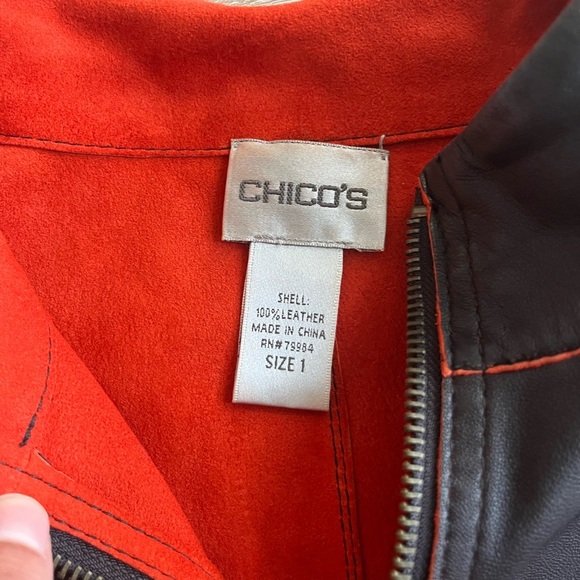 CHICO'S
SHELL:
100% LEATHER
MADE IN CHINA
RN#79984
SIZE 1